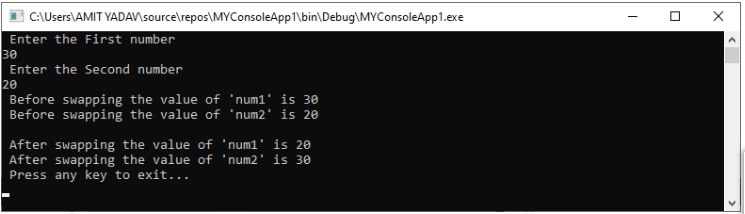 C:\Users\AMIT YADAV\source\repos\MYConsoleApp1\bin\Debug\MYConsoleApp1.exe
Enter the First number
30
Enter the Second number
20
Before swapping the value of 'num1' is 30
Before swapping the value of 'num2' is 20
After swapping the value of 'num1' is 20
After swapping the value of 'num2' is 30
Press any key to exit...